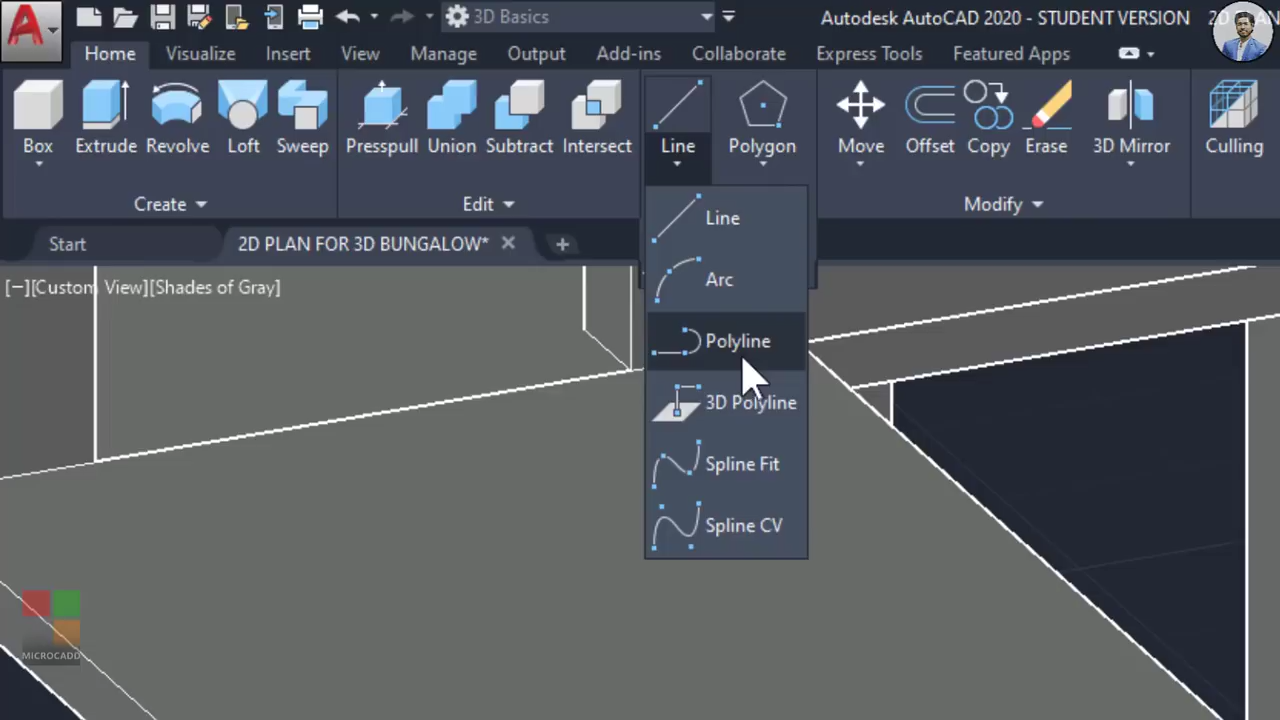 3D Basics
Autodesk AutoCAD 2020 - STUDENT VERSION
2D PLAN
Home Visualize Insert View Manage Output Add-ins Collaborate Express Tools Featured Apps
Box Extrude Revolve Loft Sweep Presspull Union Subtract Intersect Line Polygon Move Offset Copy Erase 3D Mirror Culling
Create Edit Modify
Start 2D PLAN FOR 3D BUNGALOW*
[−][Custom View][Shades of Gray]
Line
Arc
Polyline
3D Polyline
Spline Fit
Spline CV
MICROCADD